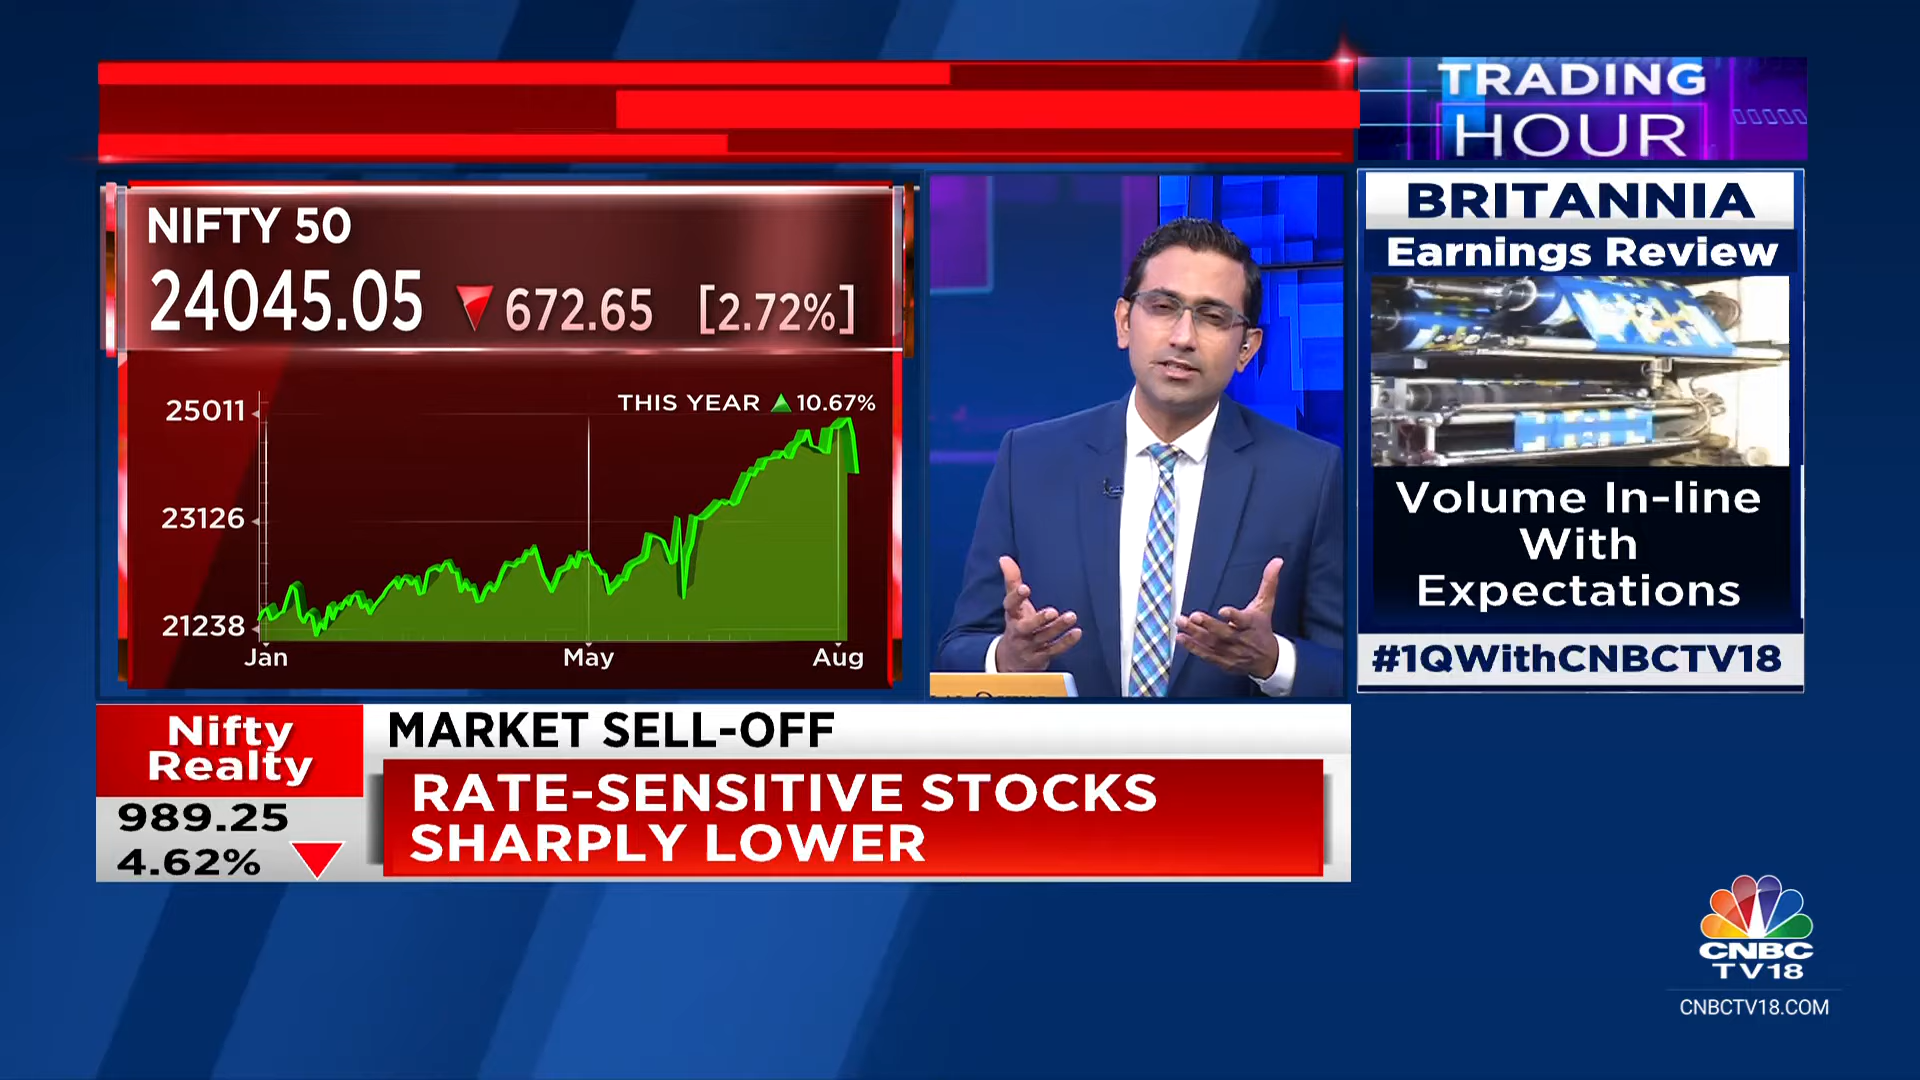 TRADING
HOUR
NIFTY 50
24045.05 ▼ 672.65 [2.72%]
THIS YEAR ▲ 10.67%
25011
23126
21238
Jan May Aug
BRITANNIA
Earnings Review
Volume In-line
With
Expectations
#1QWithCNBCTV18
Nifty
Realty
989.25
4.62% ▼
MARKET SELL-OFF
RATE-SENSITIVE STOCKS
SHARPLY LOWER
CNBC
TV18
CNBCTV18.COM